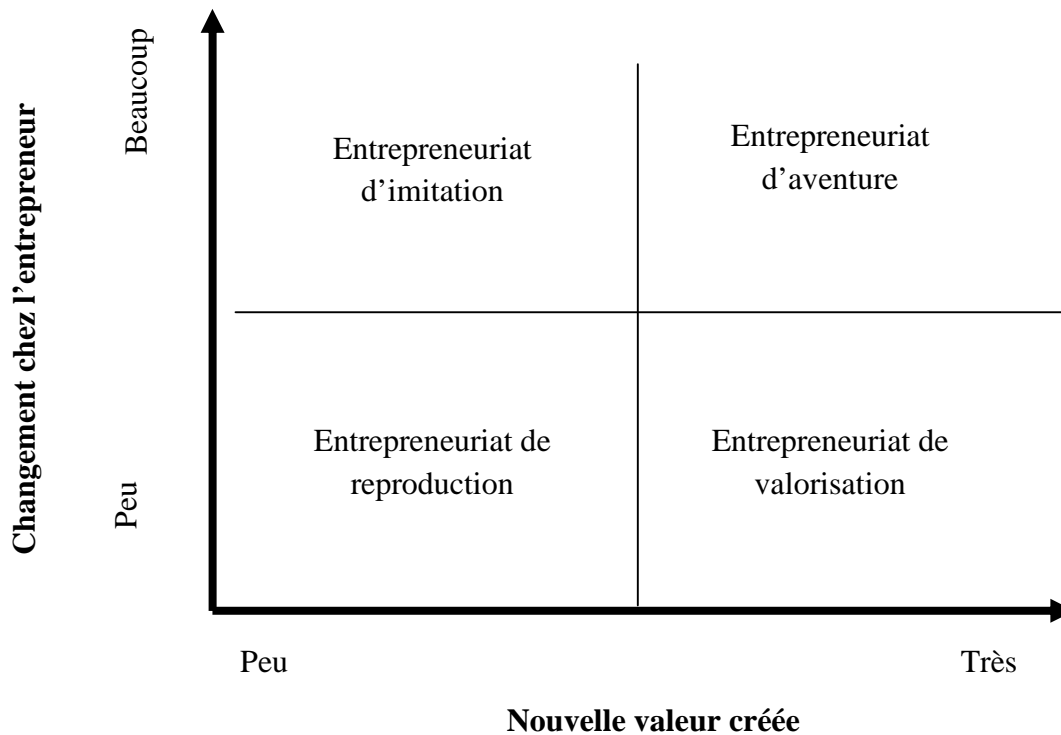 Changement chez l’entrepreneur
Beaucoup
Peu
Entrepreneuriat
d’imitation
Entrepreneuriat
d’aventure
Entrepreneuriat de
reproduction
Entrepreneuriat de
valorisation
Peu
Très
Nouvelle valeur créée